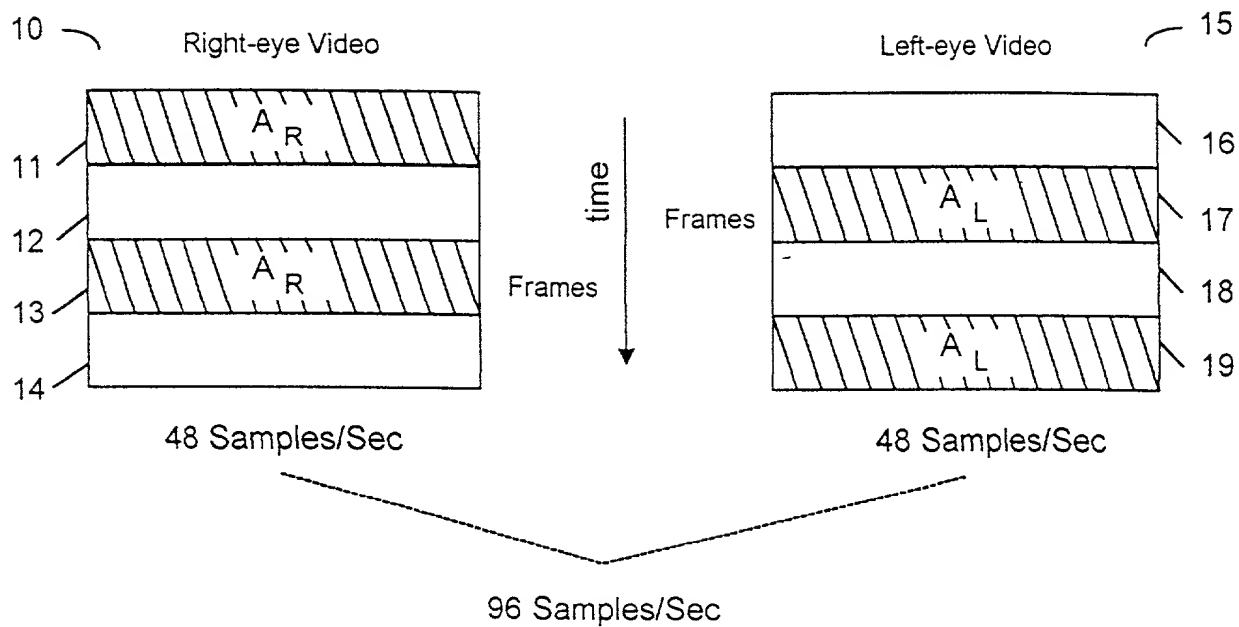 10
Right-eye Video
A R
11
12
A R
13
14
Frames
48 Samples/Sec
time
Left-eye Video
15
16
Frames
A L
17
18
A L
19
48 Samples/Sec
96 Samples/Sec